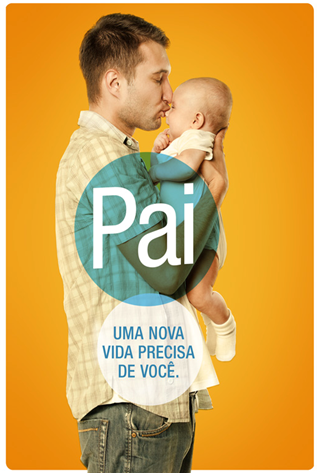 Pai
UMA NOVA
VIDA PRECISA
DE VOCÊ.